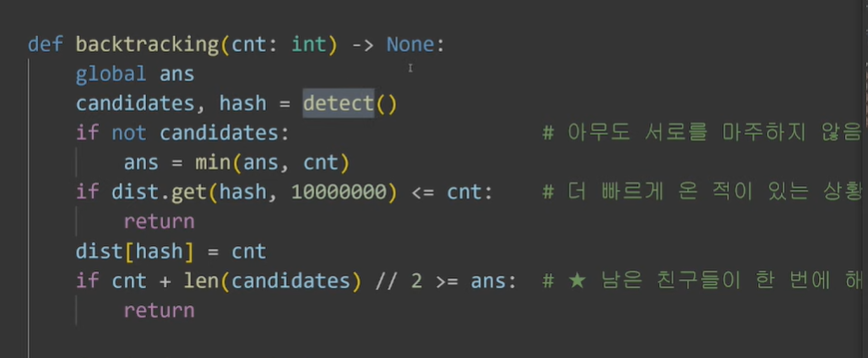 def backtracking(cnt: int) -> None:
global ans
candidates, hash = detect()
if not candidates: # 아무도 서로를 마주하지 않음
ans = min(ans, cnt)
if dist.get(hash, 10000000) <= cnt: # 더 빠르게 온 적이 있는 상황
return
dist[hash] = cnt
if cnt + len(candidates) // 2 >= ans: # ★ 남은 친구들이 한 번에 해
return